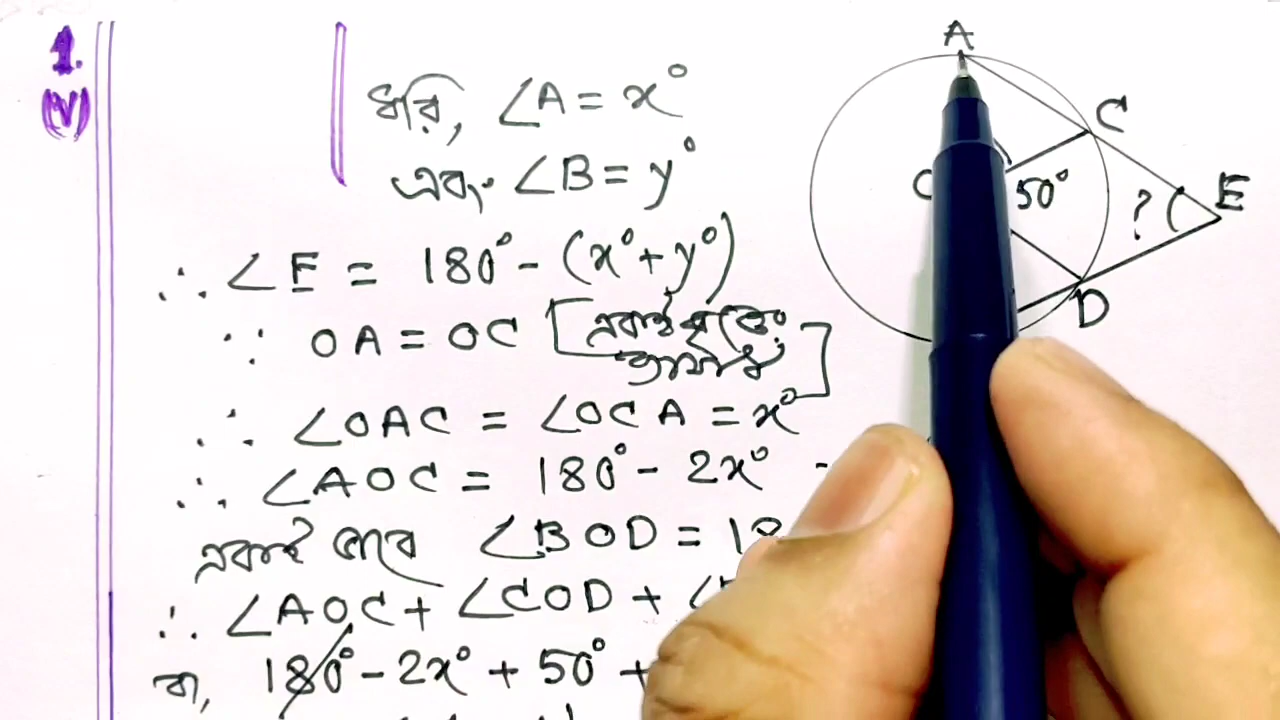 1.
(V)
ধরি, ∠A = x°
এবং ∠B = y°
∴ ∠E = 180° - (x° + y°)
∵ OA = OC [একই বৃত্তের
ব্যাসার্ধ]
∴ ∠OAC = ∠OCA = x°
∴ ∠AOC = 180° - 2x° -
একই ভাবে ∠BOD = 18
∴ ∠AOC + ∠COD + ∠
বা, 180° - 2x° + 50° +
A
C
50°
?
E
D